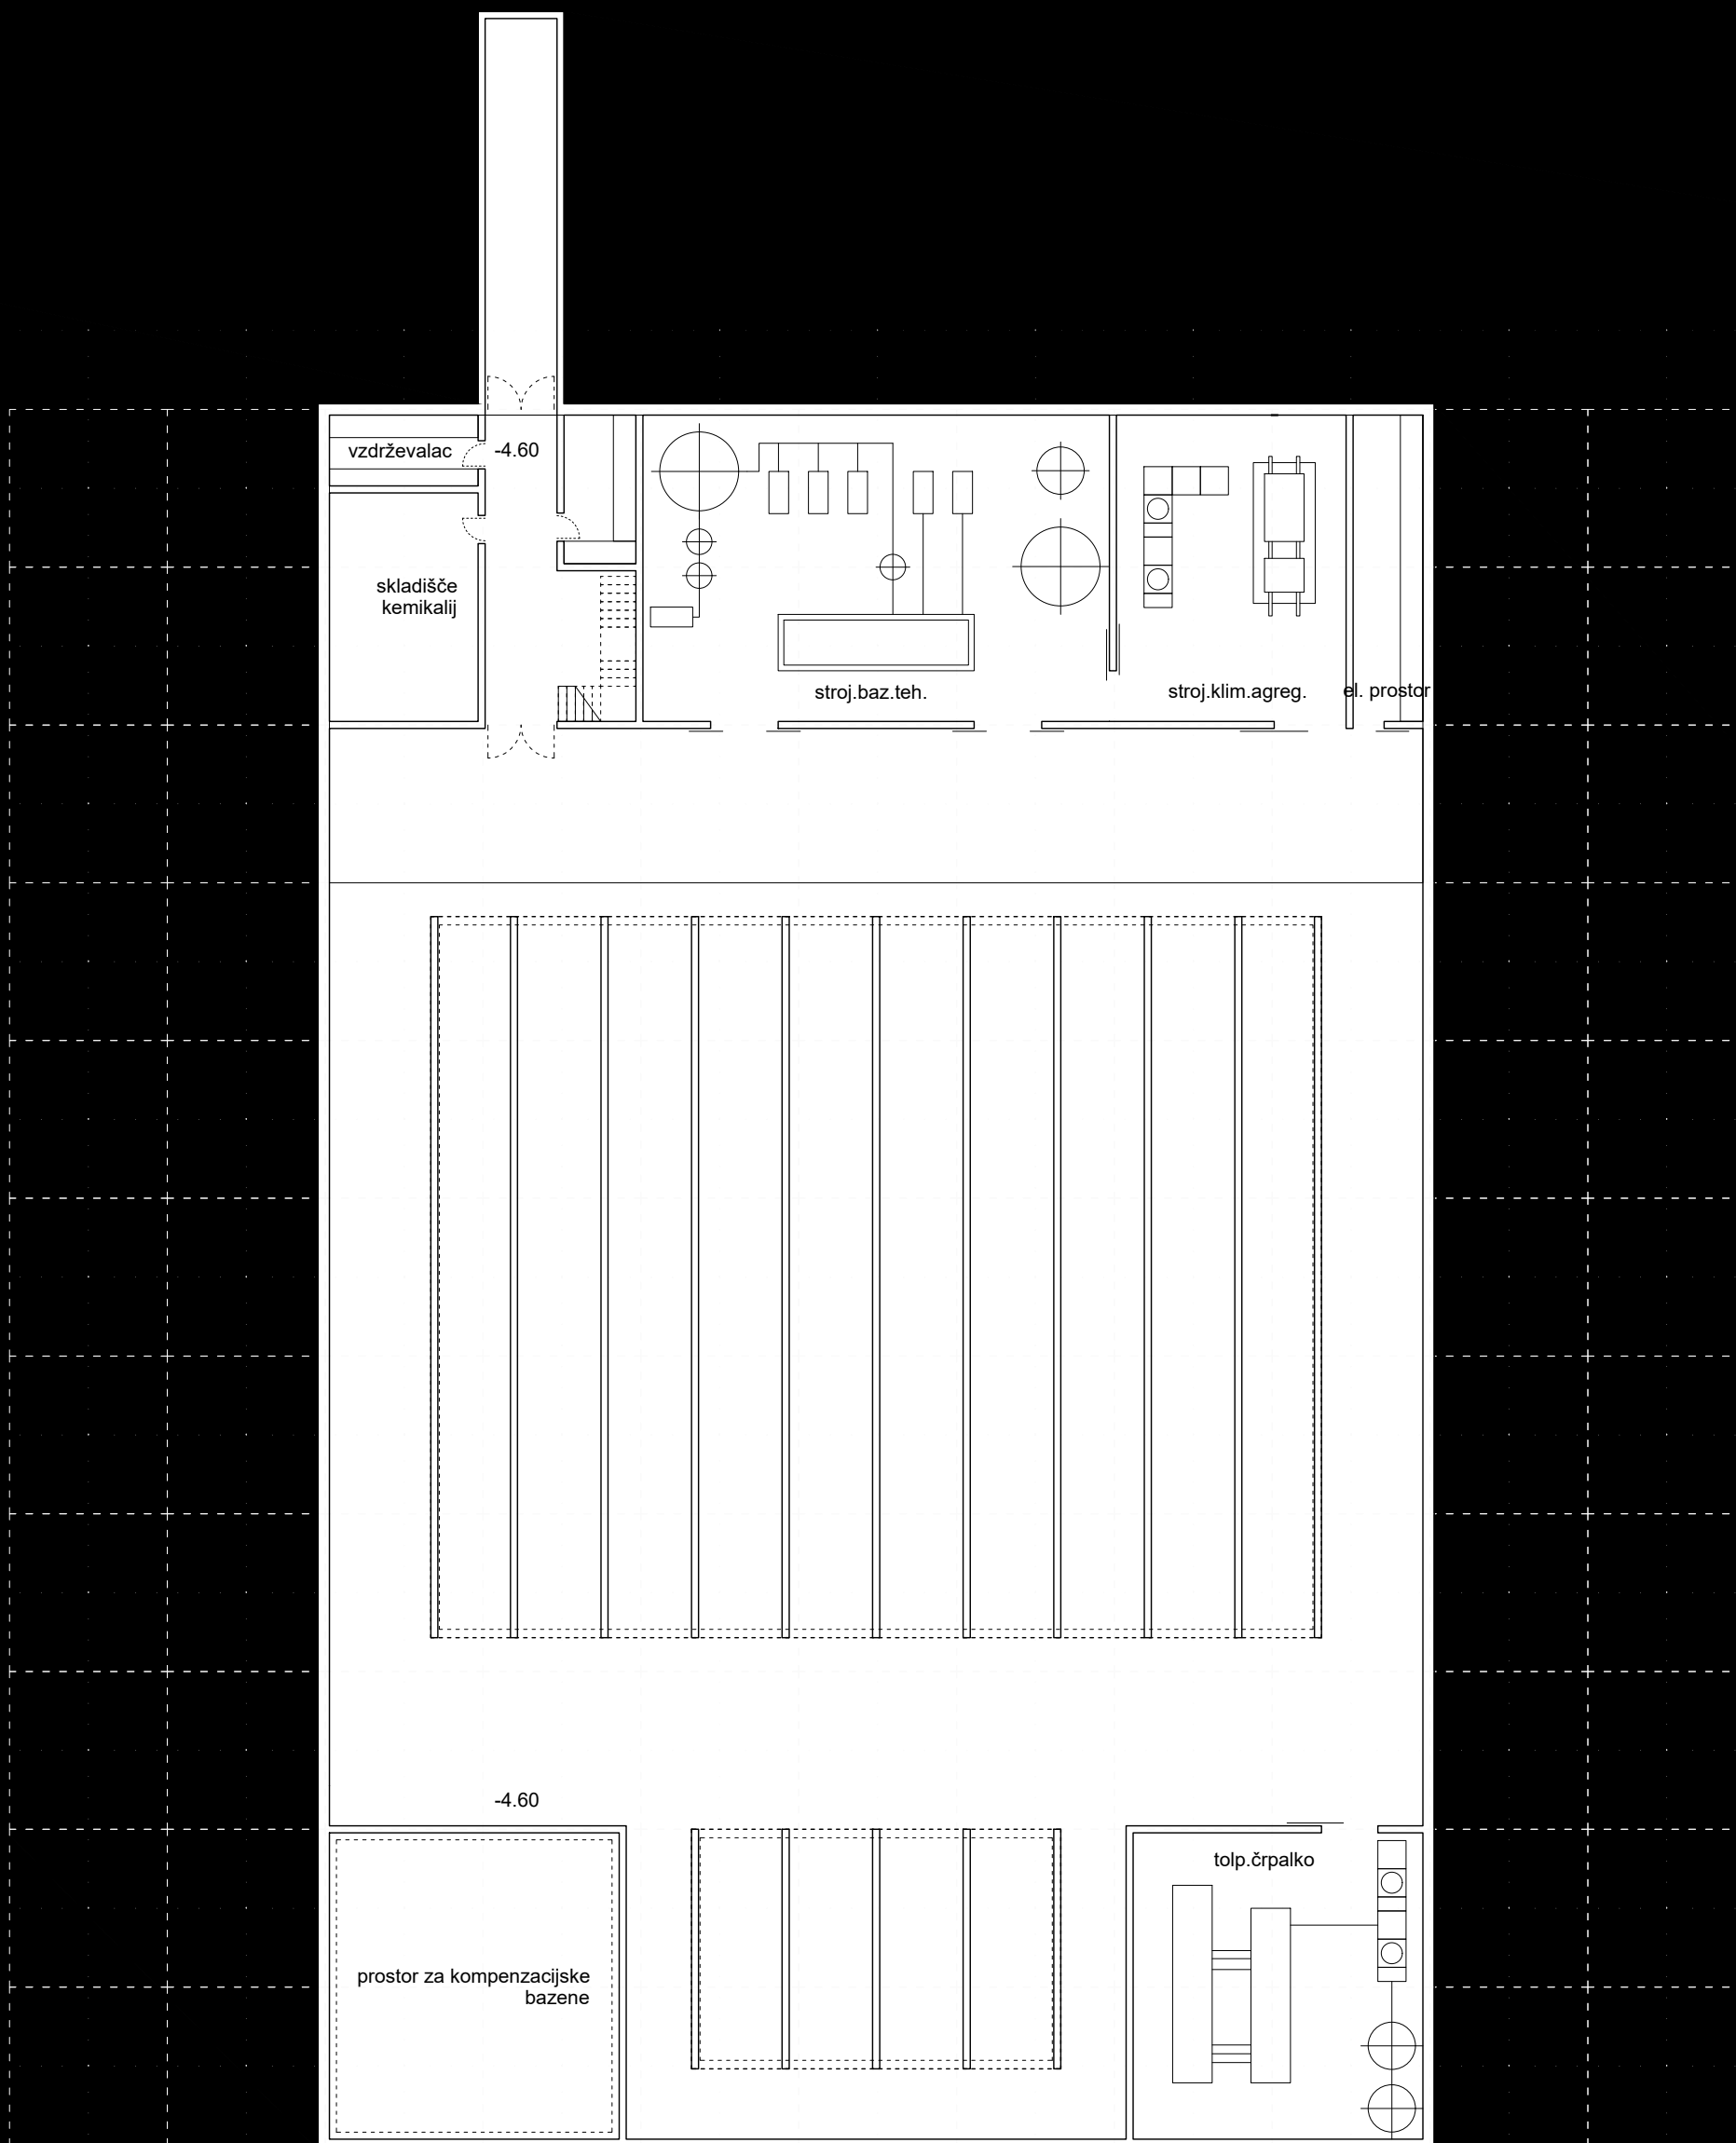 vzdrževalac
-4.60
skladišče
kemikalij
stroj.baz.teh.
stroj.klim.agreg.
el. prostor
-4.60
tolp.črpalko
prostor za kompenzacijske
bazene